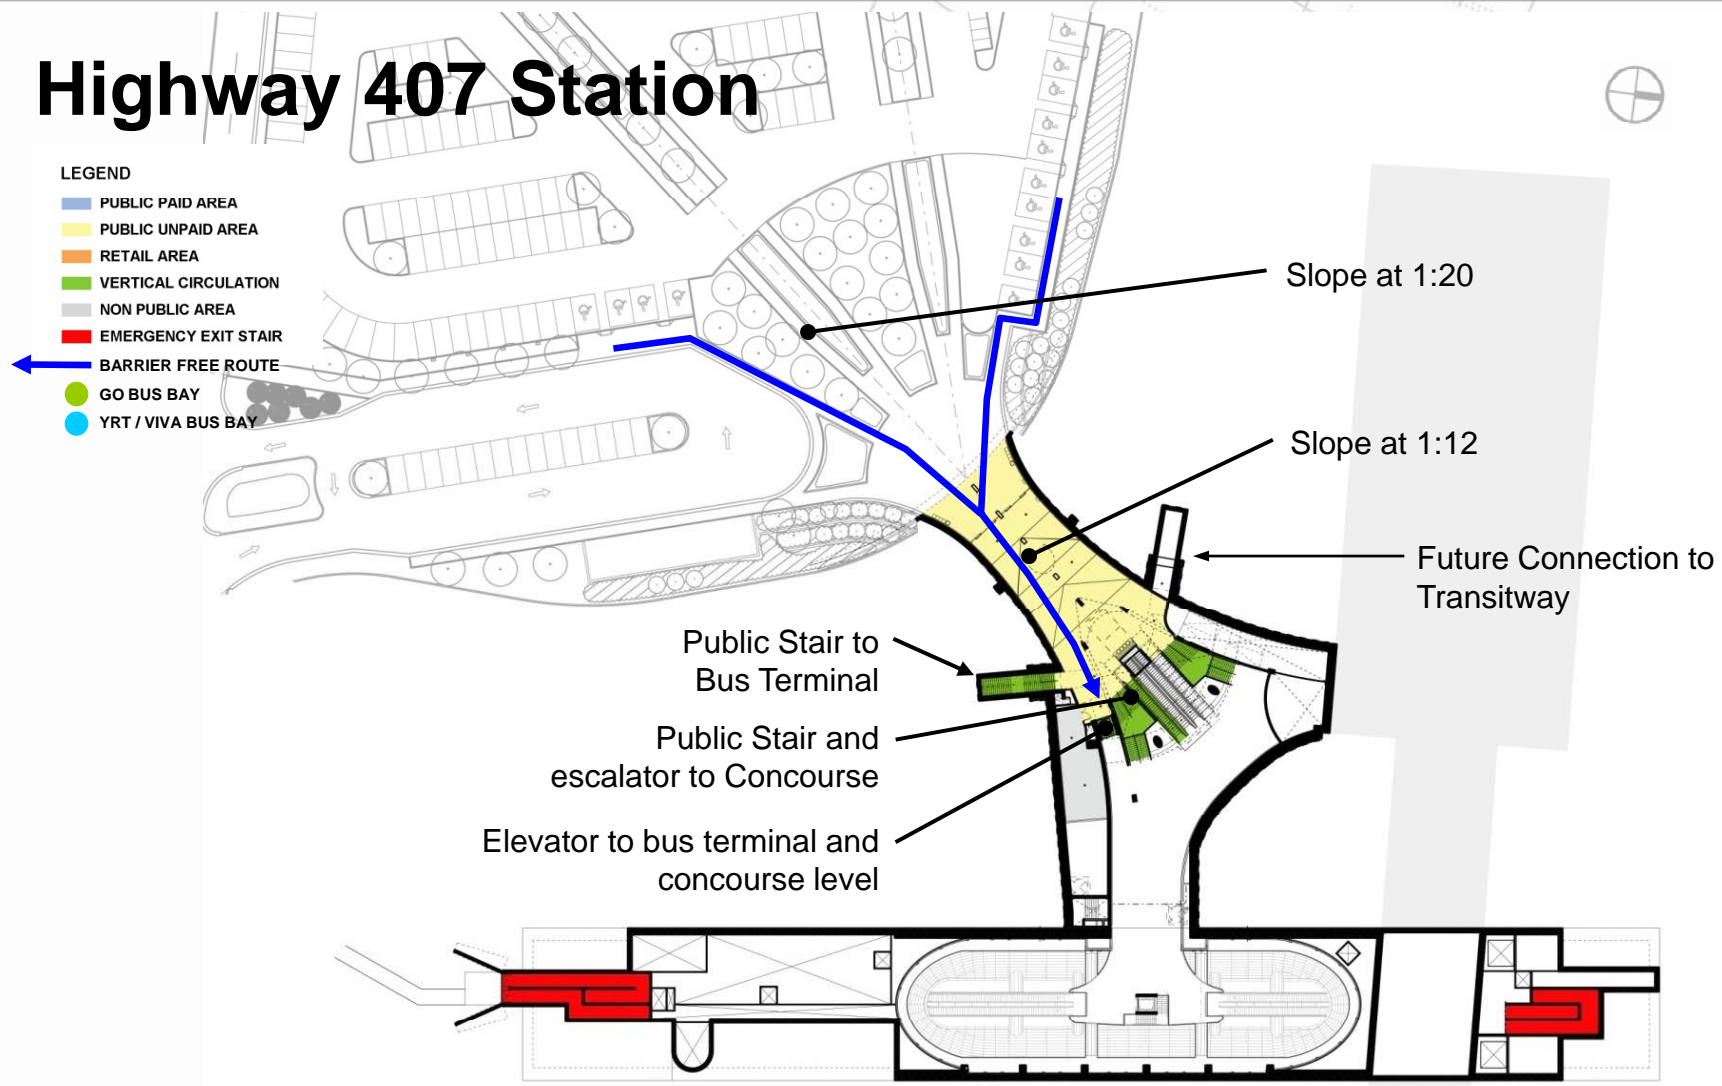 Highway 407 Station
LEGEND
PUBLIC PAID AREA
PUBLIC UNPAID AREA
RETAIL AREA
VERTICAL CIRCULATION
NON PUBLIC AREA
EMERGENCY EXIT STAIR
BARRIER FREE ROUTE
GO BUS BAY
YRT / VIVA BUS BAY
Slope at 1:20
Slope at 1:12
Future Connection to
Transitway
Public Stair to
Bus Terminal
Public Stair and
escalator to Concourse
Elevator to bus terminal and
concourse level